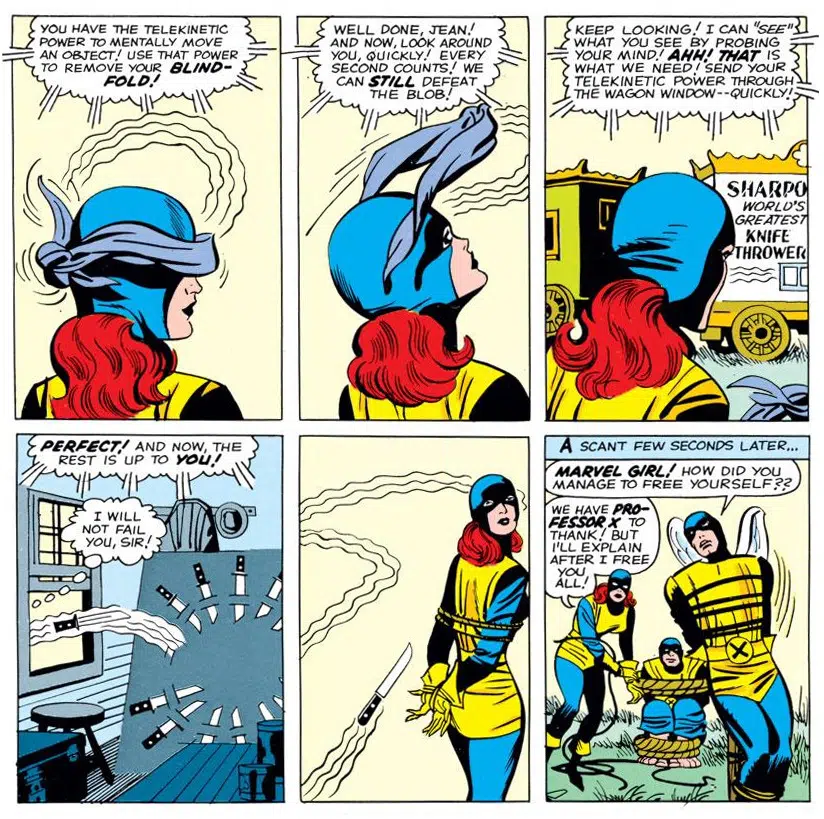 YOU HAVE THE TELEKINETIC
POWER TO MENTALLY MOVE
AN OBJECT! USE THAT POWER
TO REMOVE YOUR BLIND-
FOLD!
WELL DONE, JEAN!
AND NOW, LOOK AROUND
YOU, QUICKLY! EVERY
SECOND COUNTS! WE
CAN STILL DEFEAT
THE BLOB!
KEEP LOOKING! I CAN "SEE"
WHAT YOU SEE BY PROBING
YOUR MIND! AHH! THAT IS
WHAT WE NEED! SEND YOUR
TELEKINETIC POWER THROUGH
THE WAGON WINDOW--QUICKLY!
SHARPO
WORLD'S
GREATEST
KNIFE
THROWER
PERFECT! AND NOW, THE
REST IS UP TO YOU!
I WILL
NOT FAIL
YOU, SIR!
A SCANT FEW SECONDS LATER...
MARVEL GIRL! HOW DID YOU
MANAGE TO FREE YOURSELF??
WE HAVE PRO-
FESSOR X TO
THANK! BUT
I'LL EXPLAIN
AFTER I FREE
YOU
ALL!
X